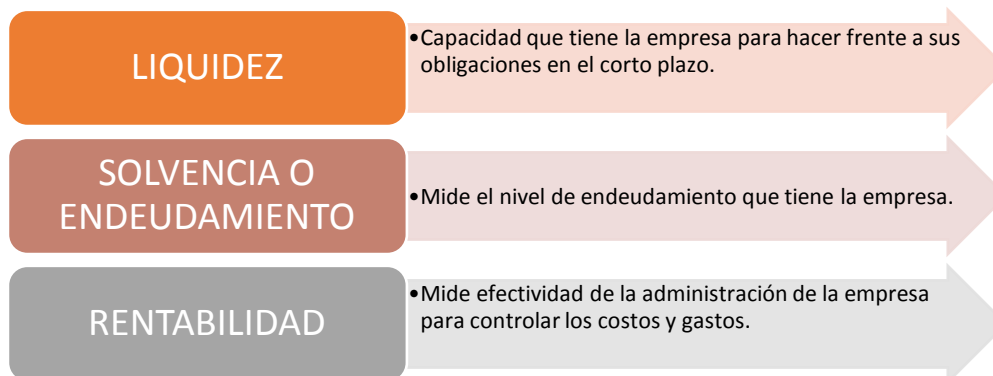 LIQUIDEZ
•Capacidad que tiene la empresa para hacer frente a sus
obligaciones en el corto plazo.
SOLVENCIA O
ENDEUDAMIENTO
•Mide el nivel de endeudamiento que tiene la empresa.
RENTABILIDAD
•Mide efectividad de la administración de la empresa
para controlar los costos y gastos.